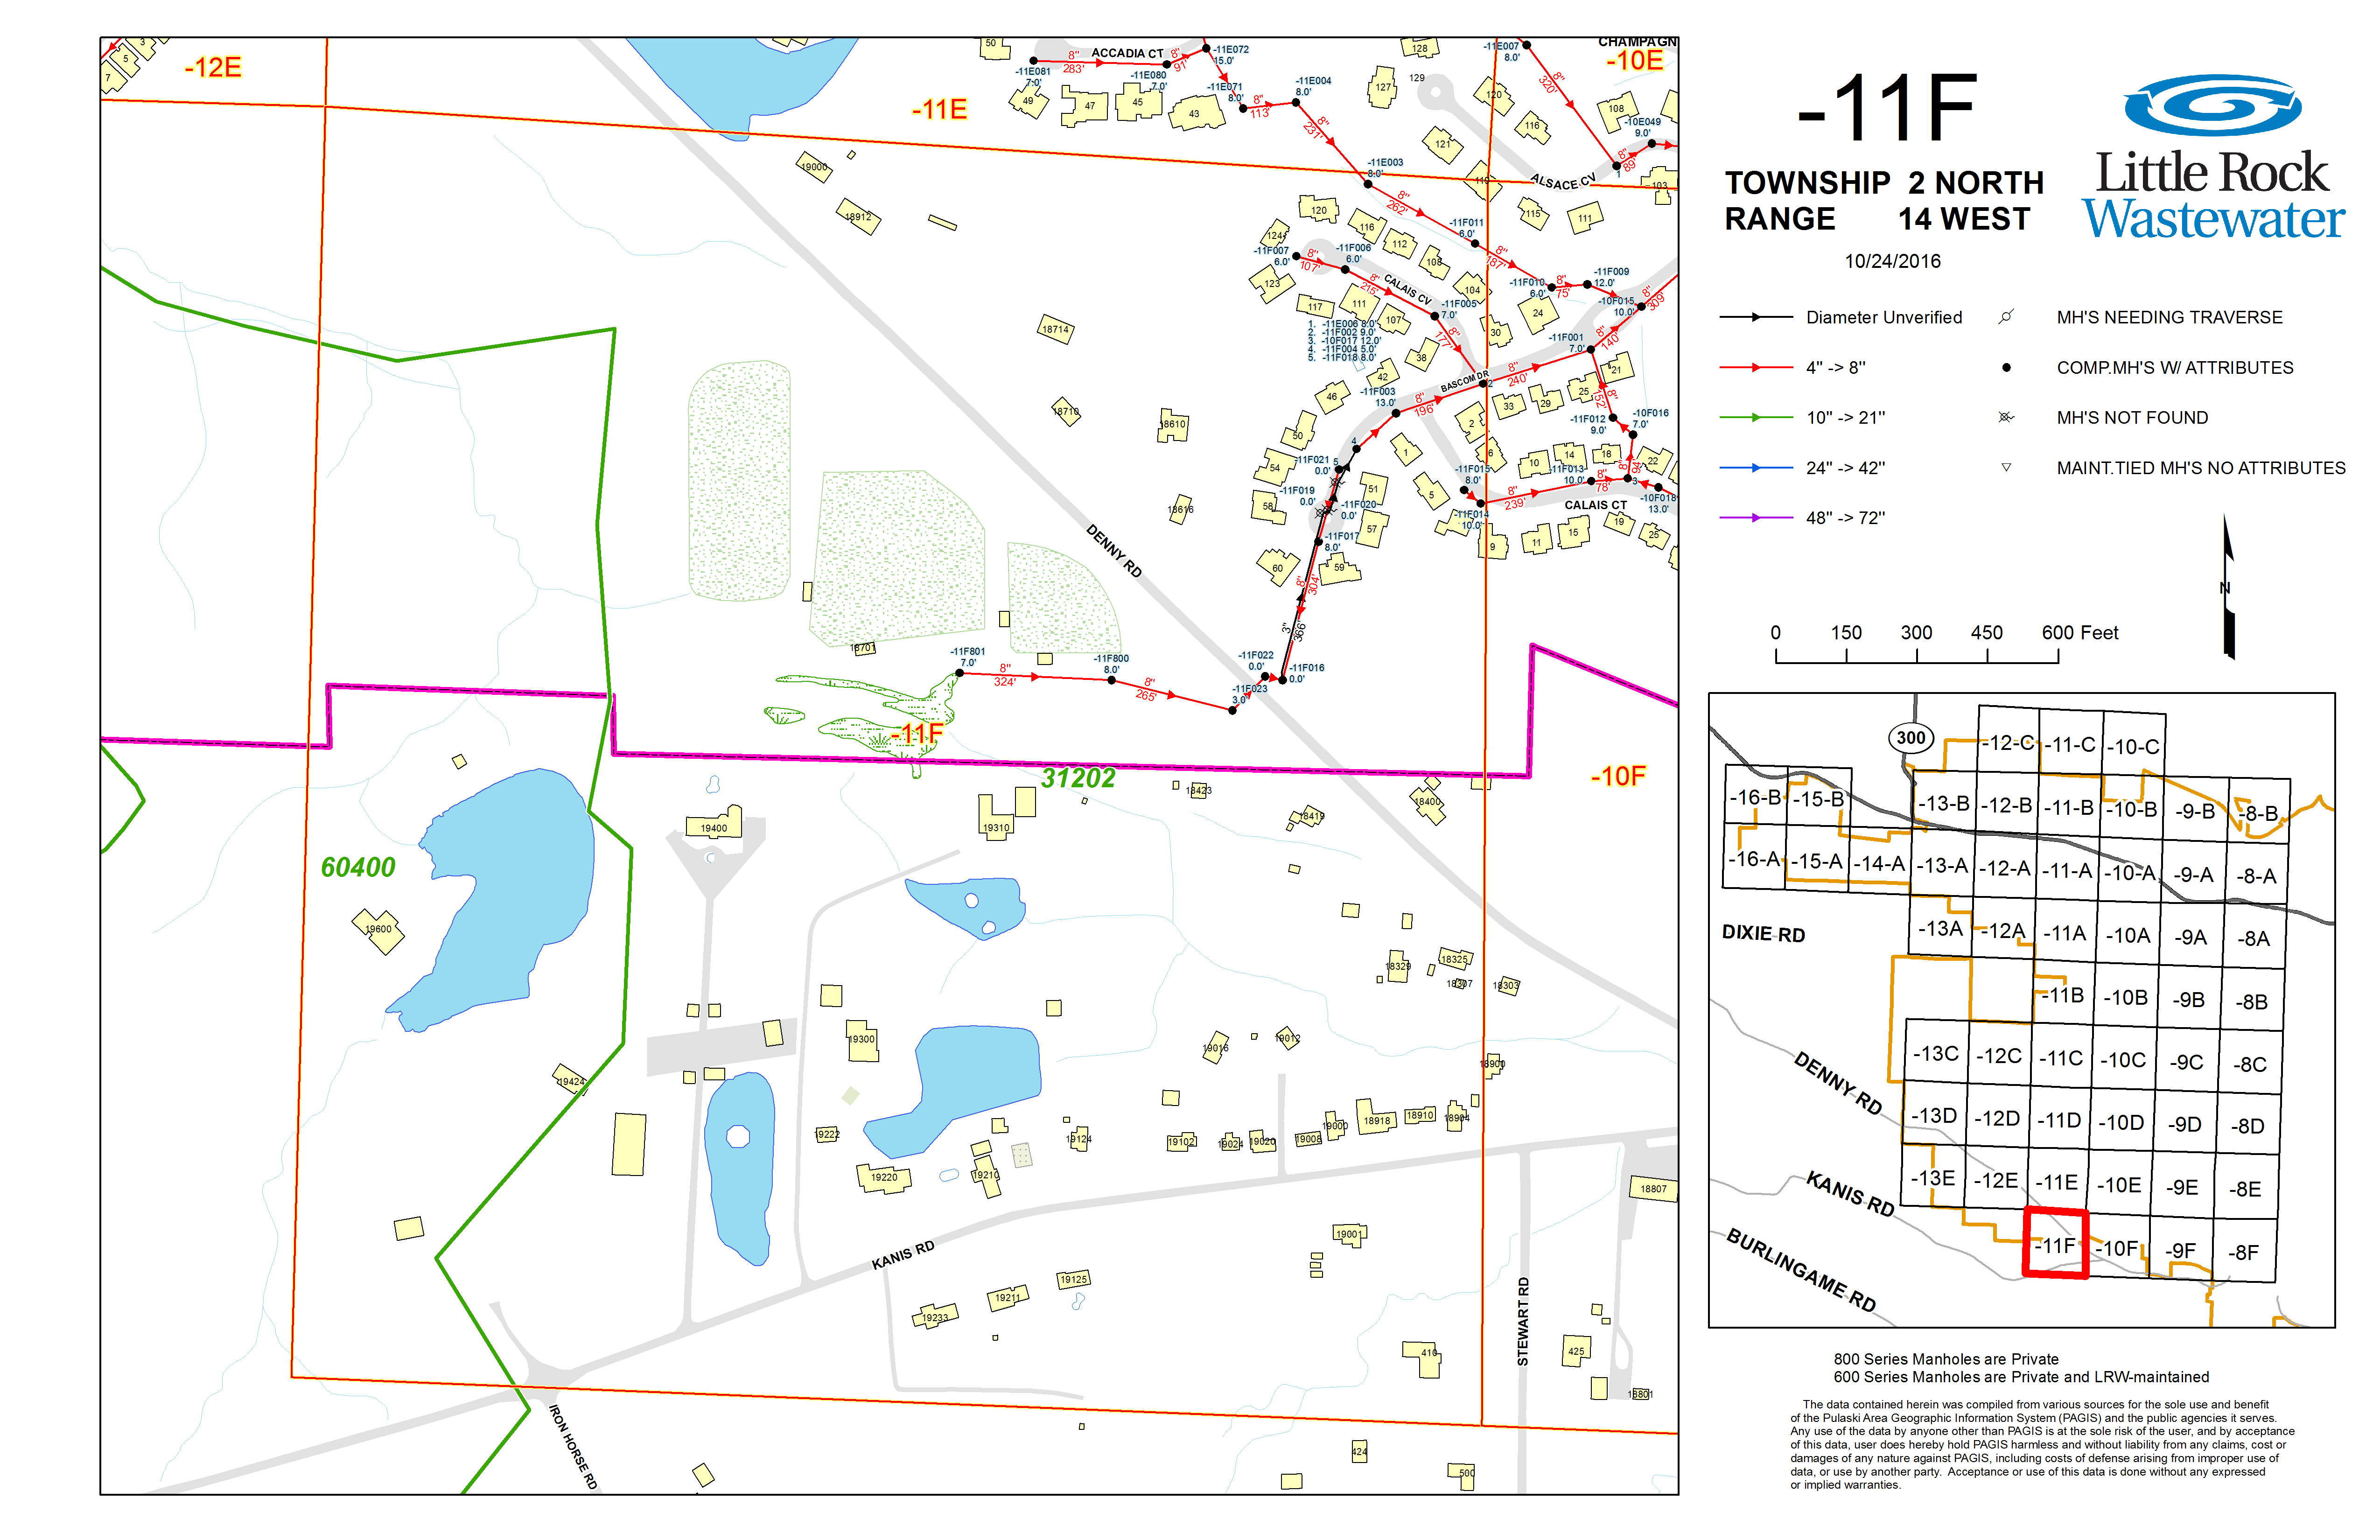 -11F
TOWNSHIP 2 NORTH
RANGE 14 WEST
10/24/2016
Little Rock
Wastewater
Diameter Unverified
4" -> 8"
10" -> 21"
24" -> 42"
48" -> 72"
MH'S NEEDING TRAVERSE
COMP.MH'S W/ ATTRIBUTES
MH'S NOT FOUND
MAINT.TIED MH'S NO ATTRIBUTES
N
0 150 300 450 600 Feet
300
-12-C -11-C -10-C
-16-B -15-B -13-B -12-B -11-B -10-B -9-B -8-B
-16-A -15-A -14-A -13-A -12-A -11-A -10-A -9-A -8-A
-13A -12A -11A -10A -9A -8A
-11B -10B -9B -8B
-13C -12C -11C -10C -9C -8C
-13D -12D -11D -10D -9D -8D
-13E -12E -11E -10E -9E -8E
-11F -10F -9F -8F
DIXIE RD
DENNY RD
KANIS RD
BURLINGAME RD
800 Series Manholes are Private
600 Series Manholes are Private and LRW-maintained
The data contained herein was compiled from various sources for the sole use and benefit
of the Pulaski Area Geographic Information System (PAGIS) and the public agencies it serves.
Any use of the data by anyone other than PAGIS is at the sole risk of the user, and by acceptance
of this data, user does hereby hold PAGIS harmless and without liability from any claims, cost or
damages of any nature against PAGIS, including costs of defense arising from improper use of
data, or use by another party. Acceptance or use of this data is done without any expressed
or implied warranties.
-12E
-11E
-10E
-11F
-10F
31202
60400
3
5
7
50
ACCADIA CT
8"
283'
8"
91'
-11E081
7.0'
-11E080
7.0'
-11E072
15.0'
-11E071
8.0'
-11E004
8.0'
8"
113'
8"
231'
49
47
45
43
128
127
129
121
120
116
108
103
115
111
CHAMPAGN
-11E007
8.0'
8"
320'
-10E049
9.0'
8"
89'
1
ALSACE CV
-11E003
8.0'
8"
262'
-11F011
6.0'
8"
187'
-11F010
6.0'
8"
75'
-11F009
12.0'
-10F015
10.0'
8"
309'
120
116
112
108
104
124
123
117
111
107
-11F007
6.0'
8"
107'
-11F006
6.0'
8"
215'
CALAIS CV
-11F005
7.0'
8"
177'
1. -11E006 8.0'
2. -11F002 9.0'
3. -10F017 12.0'
4. -11F004 5.0'
5. -11F018 8.0'
30
24
38
42
46
50
54
58
60
59
57
51
BASCOM DR
2
8"
240'
-11F001
7.0'
8"
140'
-11F003
13.0'
8"
196'
4
5
33
29
25
21
8"
152'
-11F012
9.0'
-10F016
7.0'
8"
94'
3
2
6
1
5
9
10
14
18
22
11
15
19
25
-11F015
8.0'
-11F014
10.0'
8"
239'
-11F013
10.0'
8"
78'
-10F018
13.0'
CALAIS CT
-11F021
0.0'
-11F019
0.0'
-11F020
0.0'
-11F017
8.0'
8"
304'
3"
366'
-11F016
0.0'
-11F022
0.0'
-11F023
3.0'
-11F800
8.0'
8"
265'
-11F801
7.0'
8"
324'
DENNY RD
19000
18912
18714
18710
18610
18616
18701
19400
19310
18423
18419
18400
19600
18329
18325
18307
18303
19424
19300
19016
19012
18900
19222
19220
19210
19124
19102
19024
19020
19008
19000
18918
18910
18904
18807
KANIS RD
19001
19125
19211
19233
STEWART RD
410
425
18801
424
500
IRON HORSE RD